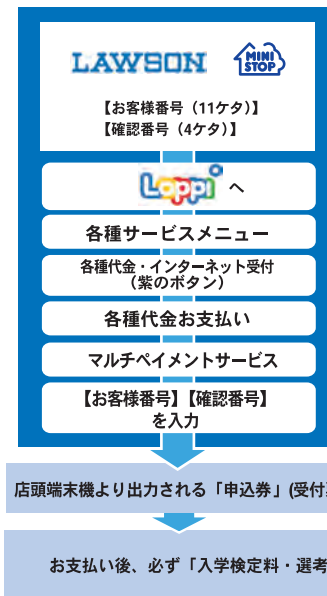 LAWSON
MINI
STOP
【お客様番号(11ケタ)】
【確認番号(4ケタ)】
Loppi へ
各種サービスメニュー
各種代金・インターネット受付
(紫のボタン)
各種代金お支払い
マルチペイメントサービス
【お客様番号】【確認番号】
を入力
店頭端末機より出力される「申込券」(受付
お支払い後、必ず「入学検定料・選考